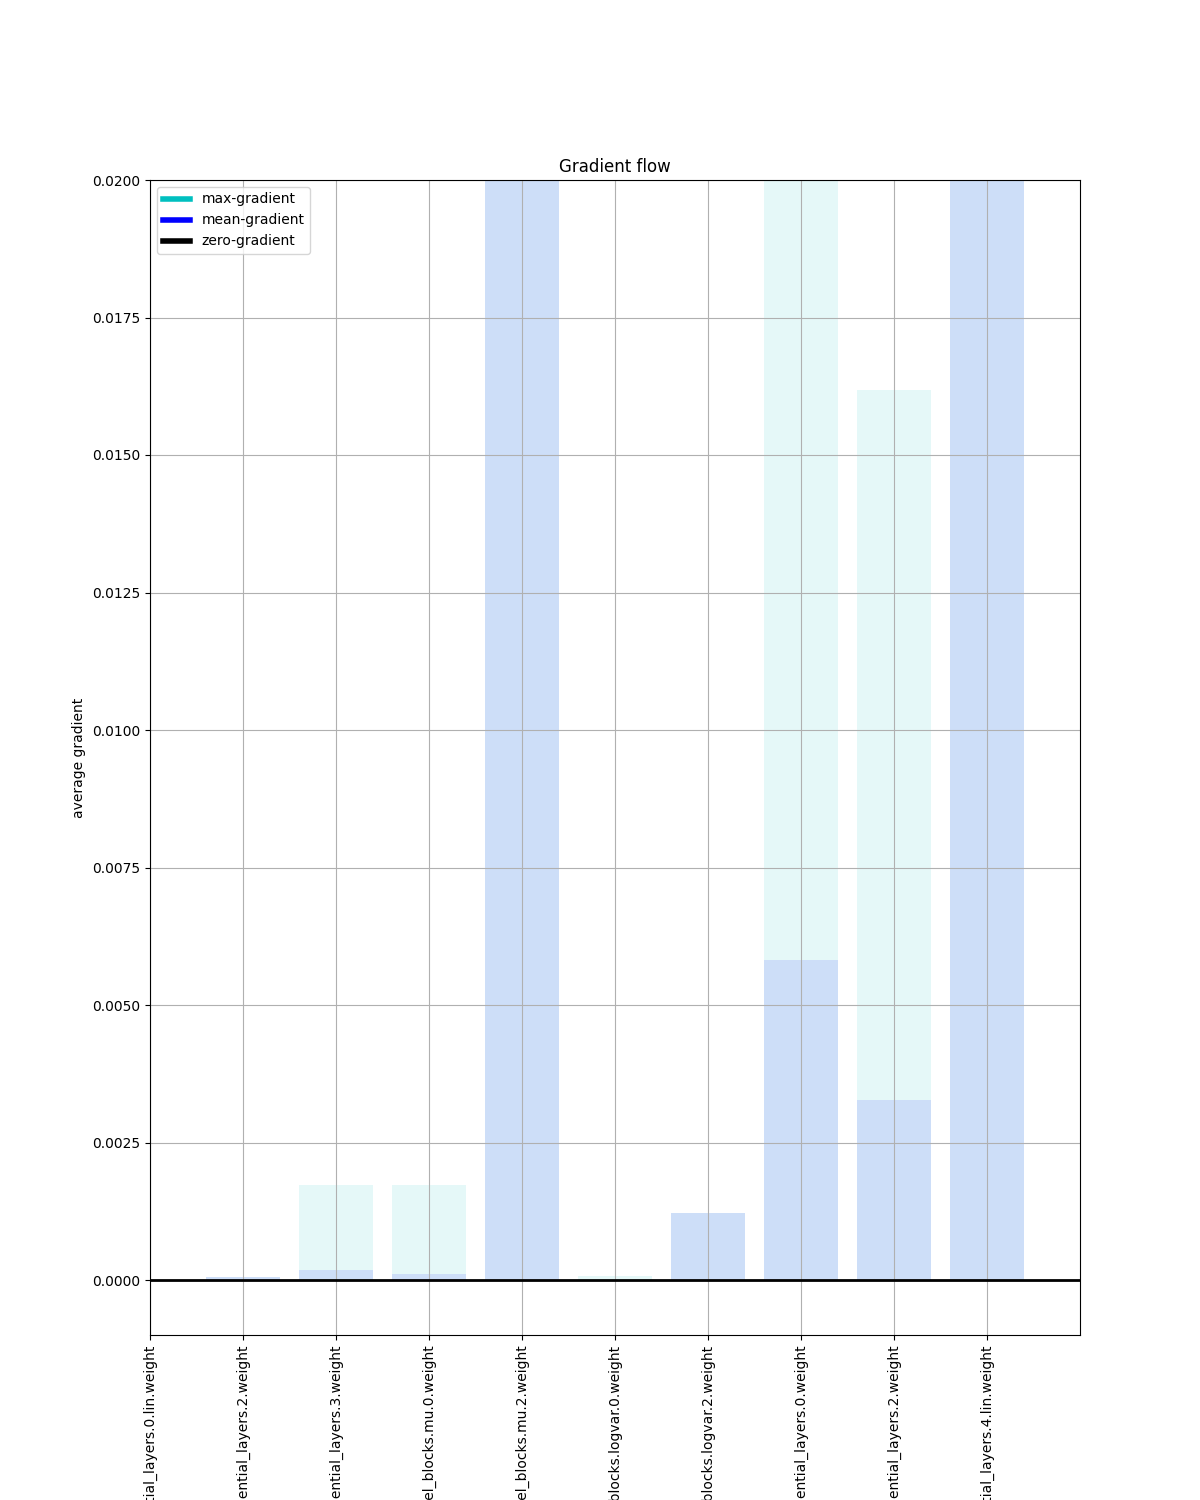 Gradient flow
max-gradient
mean-gradient
zero-gradient
0.0200
0.0175
0.0150
0.0125
0.0100
0.0075
0.0050
0.0025
0.0000
average gradient
tial_layers.0.lin.weight
ential_layers.2.weight
ential_layers.3.weight
el_blocks.mu.0.weight
el_blocks.mu.2.weight
blocks.logvar.0.weight
blocks.logvar.2.weight
ential_layers.0.weight
ential_layers.2.weight
tial_layers.4.lin.weight